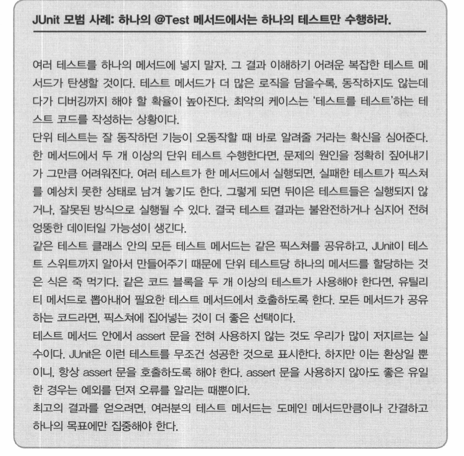 JUnit 모범 사례: 하나의 @Test 메서드에서는 하나의 테스트만 수행하라.
여러 테스트를 하나의 메서드에 넣지 말자. 그 결과 이해하기 어려운 복잡한 테스트 메
서드가 탄생할 것이다. 테스트 메서드가 더 많은 로직을 담을수록, 동작하지도 않는데
다가 디버깅까지 해야 할 확률이 높아진다. 최악의 케이스는 '테스트를 테스트'하는 테
스트 코드를 작성하는 상황이다.
단위 테스트는 잘 동작하던 기능이 오동작할 때 바로 알려줄 거라는 확신을 심어준다.
한 메서드에서 두 개 이상의 단위 테스트 수행한다면, 문제의 원인을 정확히 짚어내기
가 그만큼 어려워진다. 여러 테스트가 한 메서드에서 실행되면, 실패한 테스트가 픽스쳐
를 예상치 못한 상태로 남겨 놓기도 한다. 그렇게 되면 뒤이은 테스트들은 실행되지 않
거나, 잘못된 방식으로 실행될 수 있다. 결국 테스트 결과는 불완전하거나 심지어 전혀
엉뚱한 데이터일 가능성이 생긴다.
같은 테스트 클래스 안의 모든 테스트 메서드는 같은 픽스쳐를 공유하고, JUnit이 테스
트 스위트까지 알아서 만들어주기 때문에 단위 테스트당 하나의 메서드를 할당하는 것
은 식은 죽 먹기다. 같은 코드 블록을 두 개 이상의 테스트가 사용해야 한다면, 유틸리
티 메서드로 뽑아내어 필요한 테스트 메서드에서 호출하도록 한다. 모든 메서드가 공유
하는 코드라면, 픽스쳐에 집어넣는 것이 더 좋은 선택이다.
테스트 메서드 안에서 assert 문을 전혀 사용하지 않는 것도 우리가 많이 저지르는 실
수이다. JUnit은 이런 테스트를 무조건 성공한 것으로 표시한다. 하지만 이는 환상일 뿐
이니, 항상 assert 문을 호출하도록 해야 한다. assert 문을 사용하지 않아도 좋은 유일
한 경우는 예외를 던져 오류를 알리는 때뿐이다.
최고의 결과를 얻으려면, 여러분의 테스트 메서드는 도메인 메서드만큼이나 간결하고
하나의 목표에만 집중해야 한다.